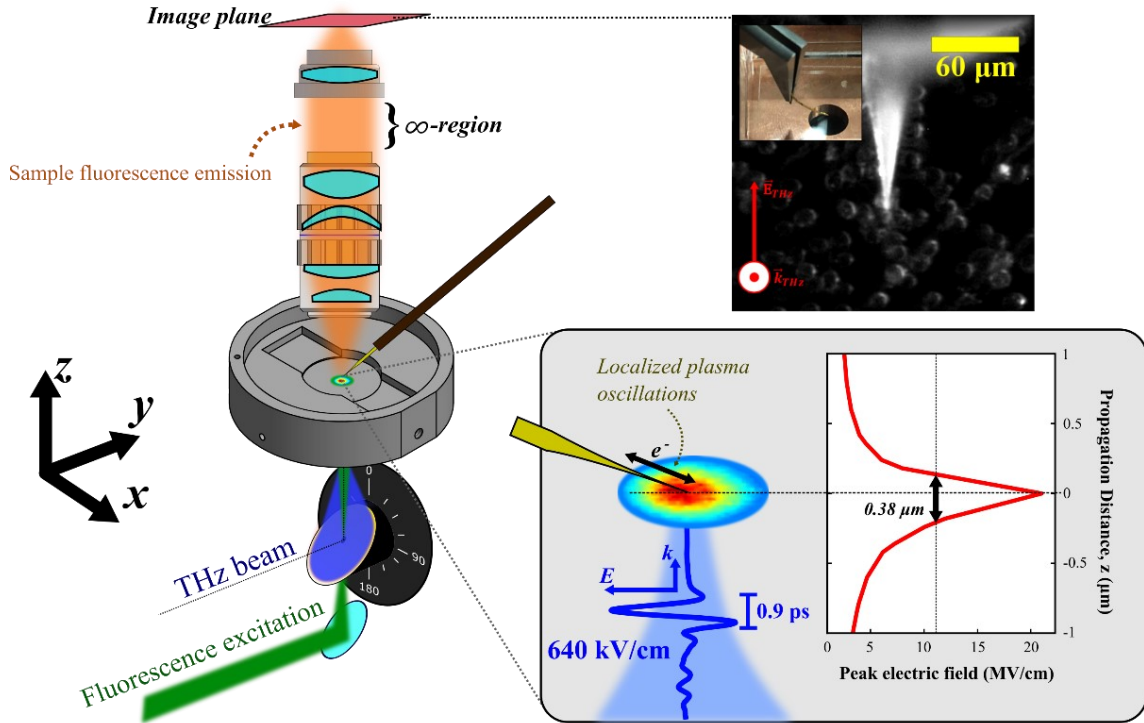 Image plane
} ∞-region
Sample fluorescence emission
z
y
x
THz beam
Fluorescence excitation
0
90
180
60 μm
E⃗THz
k⃗THz
Localized plasma
oscillations
e-
k
E
0.9 ps
640 kV/cm
0.38 μm
1
0.5
0
-0.5
-1
Propagation Distance, z (μm)
0 5 10 15 20
Peak electric field (MV/cm)